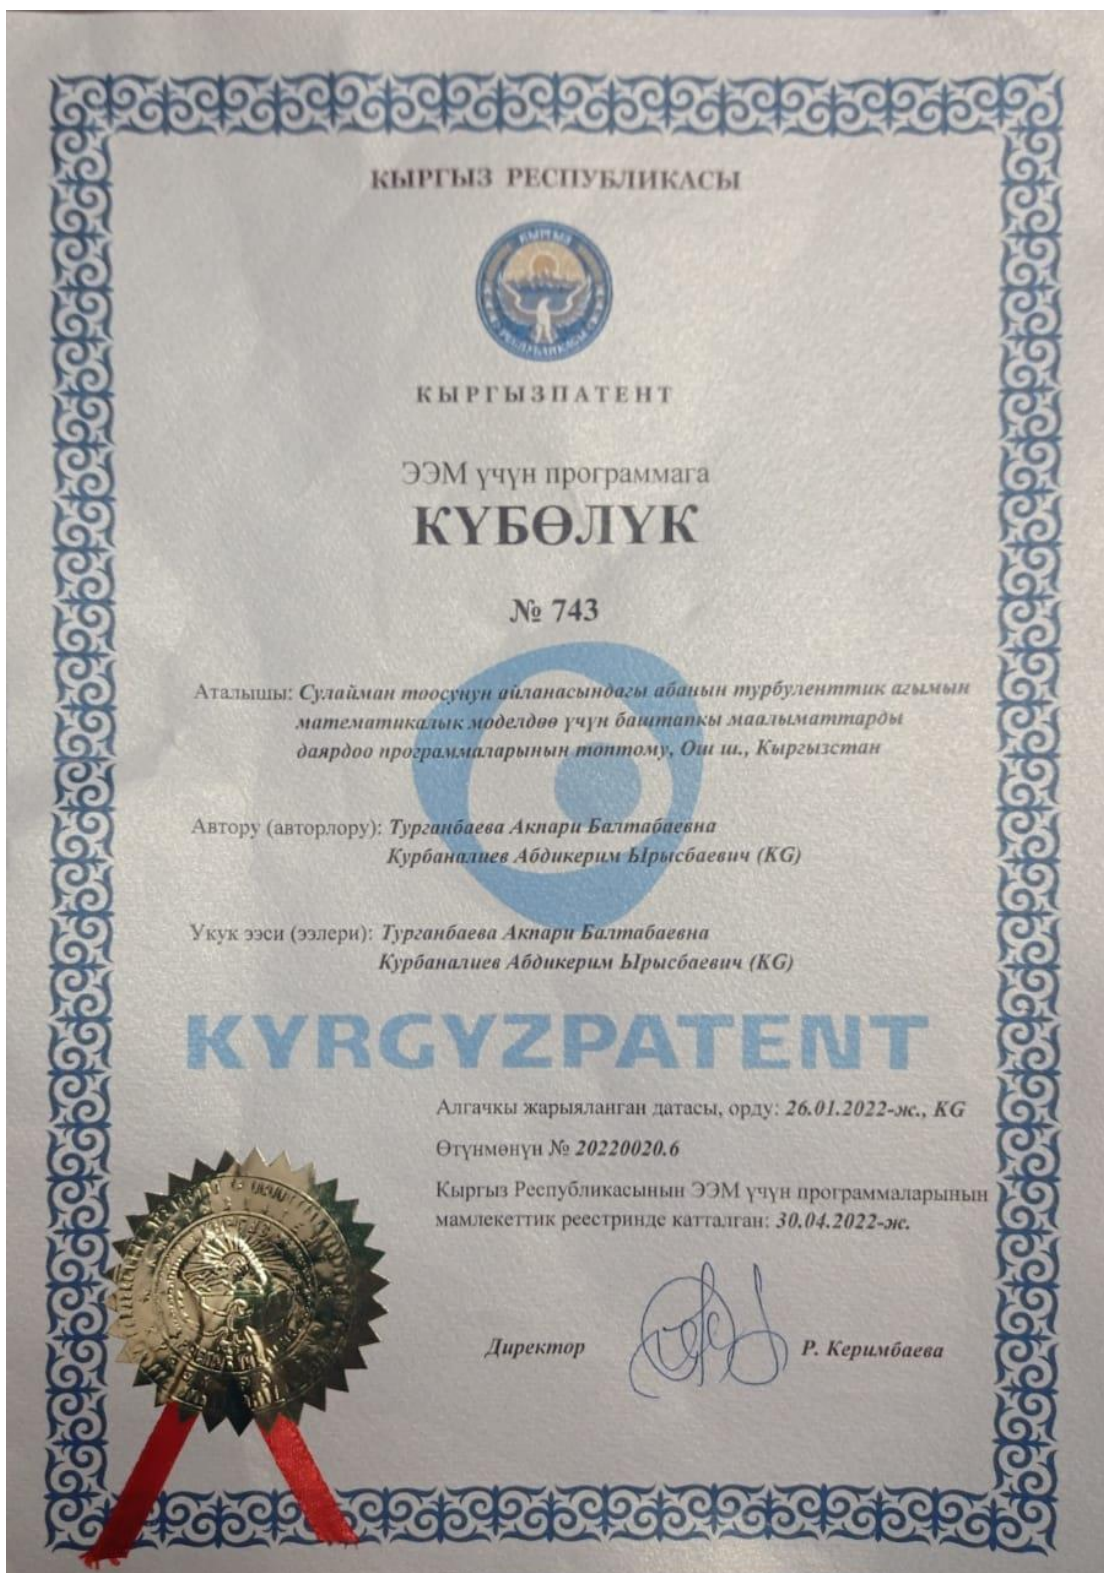 КЫРГЫЗ РЕСПУБЛИКАСЫ
КЫРГЫЗ
РЕСПУБЛИКАСЫ
КЫРГЫЗПАТЕНТ
ЭЭМ үчүн программага
КҮБӨЛҮК
№ 743
Аталышы: Сулайман тоосунун айланасындагы абанын турбуленттик агымын
математикалык моделдөө үчүн баштапкы маалыматтарды
даярдоо программаларынын топтому, Ош ш., Кыргызстан
Автору (авторлору): Турганбаева Акпари Балтабаевна
Курбаналиев Абдикерим Ырысбаевич (KG)
Укук ээси (ээлери): Турганбаева Акпари Балтабаевна
Курбаналиев Абдикерим Ырысбаевич (KG)
KYRGYZPATENT
Алгачкы жарыяланган датасы, орду: 26.01.2022-ж., KG
Өтүнмөнүн № 20220020.6
Кыргыз Республикасынын ЭЭМ үчүн программаларынын
мамлекеттик реестринде катталган: 30.04.2022-ж.
Директор Р. Керимбаева